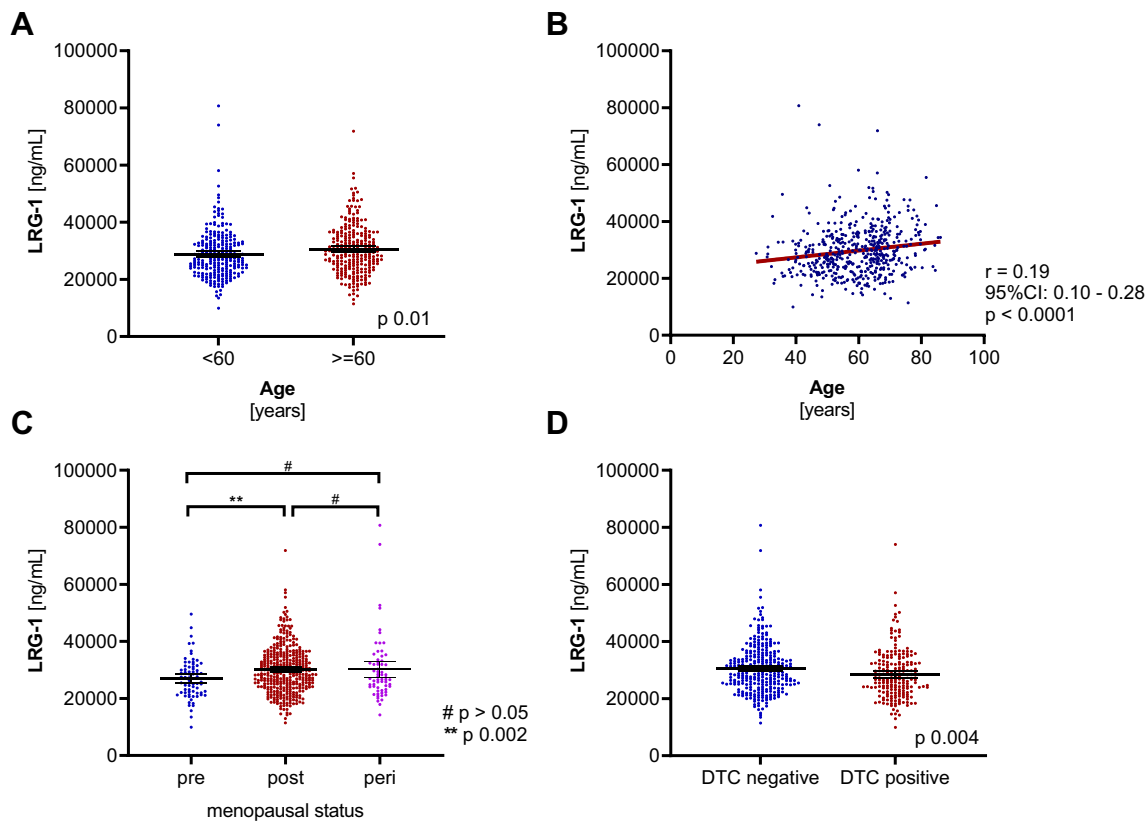 A
100000
80000
60000
40000
20000
0
LRG-1 [ng/mL]
<60
>=60
p 0.01
Age
[years]
B
100000
80000
60000
40000
20000
0
LRG-1 [ng/mL]
0
20
40
60
80
100
r = 0.19
95%CI: 0.10 - 0.28
p < 0.0001
Age
[years]
C
100000
80000
60000
40000
20000
0
LRG-1 [ng/mL]
#
**
#
# p > 0.05
** p 0.002
pre
post
peri
menopausal status
D
100000
80000
60000
40000
20000
0
LRG-1 [ng/mL]
p 0.004
DTC negative
DTC positive